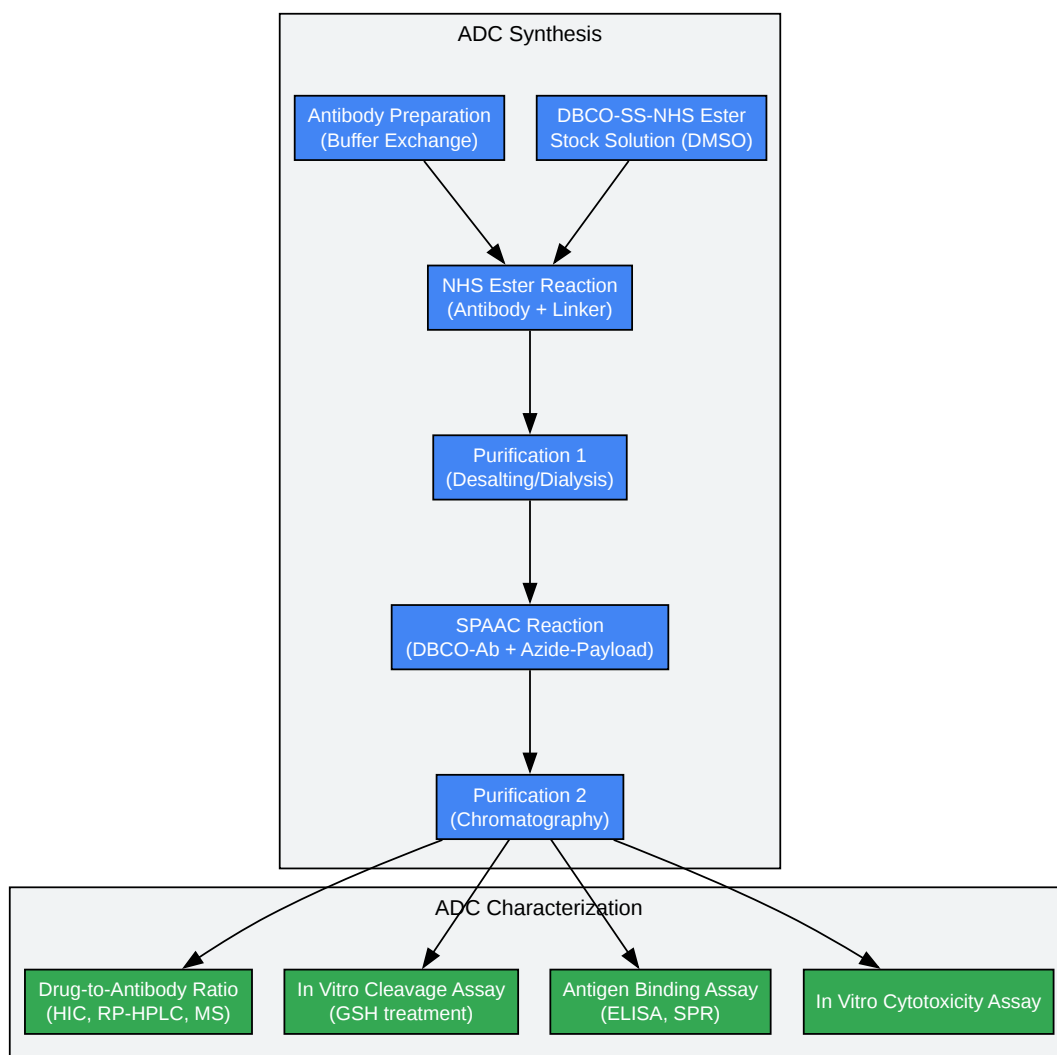 ADC Synthesis
Antibody Preparation
(Buffer Exchange)
DBCO-SS-NHS Ester
Stock Solution (DMSO)
NHS Ester Reaction
(Antibody + Linker)
Purification 1
(Desalting/Dialysis)
SPAAC Reaction
(DBCO-Ab + Azide-Payload)
Purification 2
(Chromatography)
ADC Characterization
Drug-to-Antibody Ratio
(HIC, RP-HPLC, MS)
In Vitro Cleavage Assay
(GSH treatment)
Antigen Binding Assay
(ELISA, SPR)
In Vitro Cytotoxicity Assay